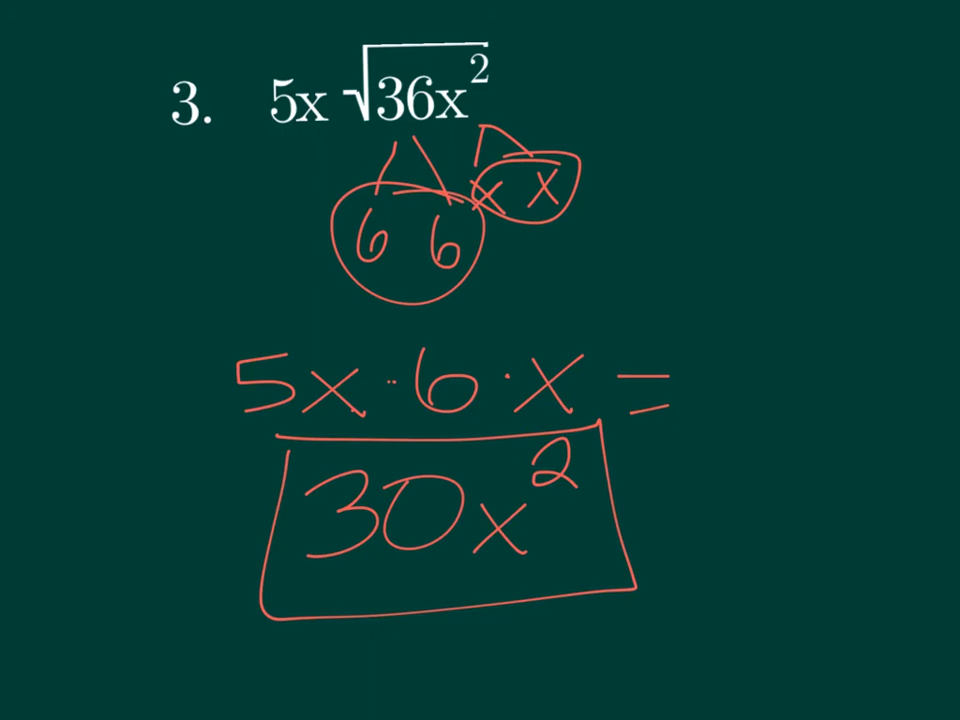 3. 5x √36x²
x x
6 6
5x · 6 · x =
30x²